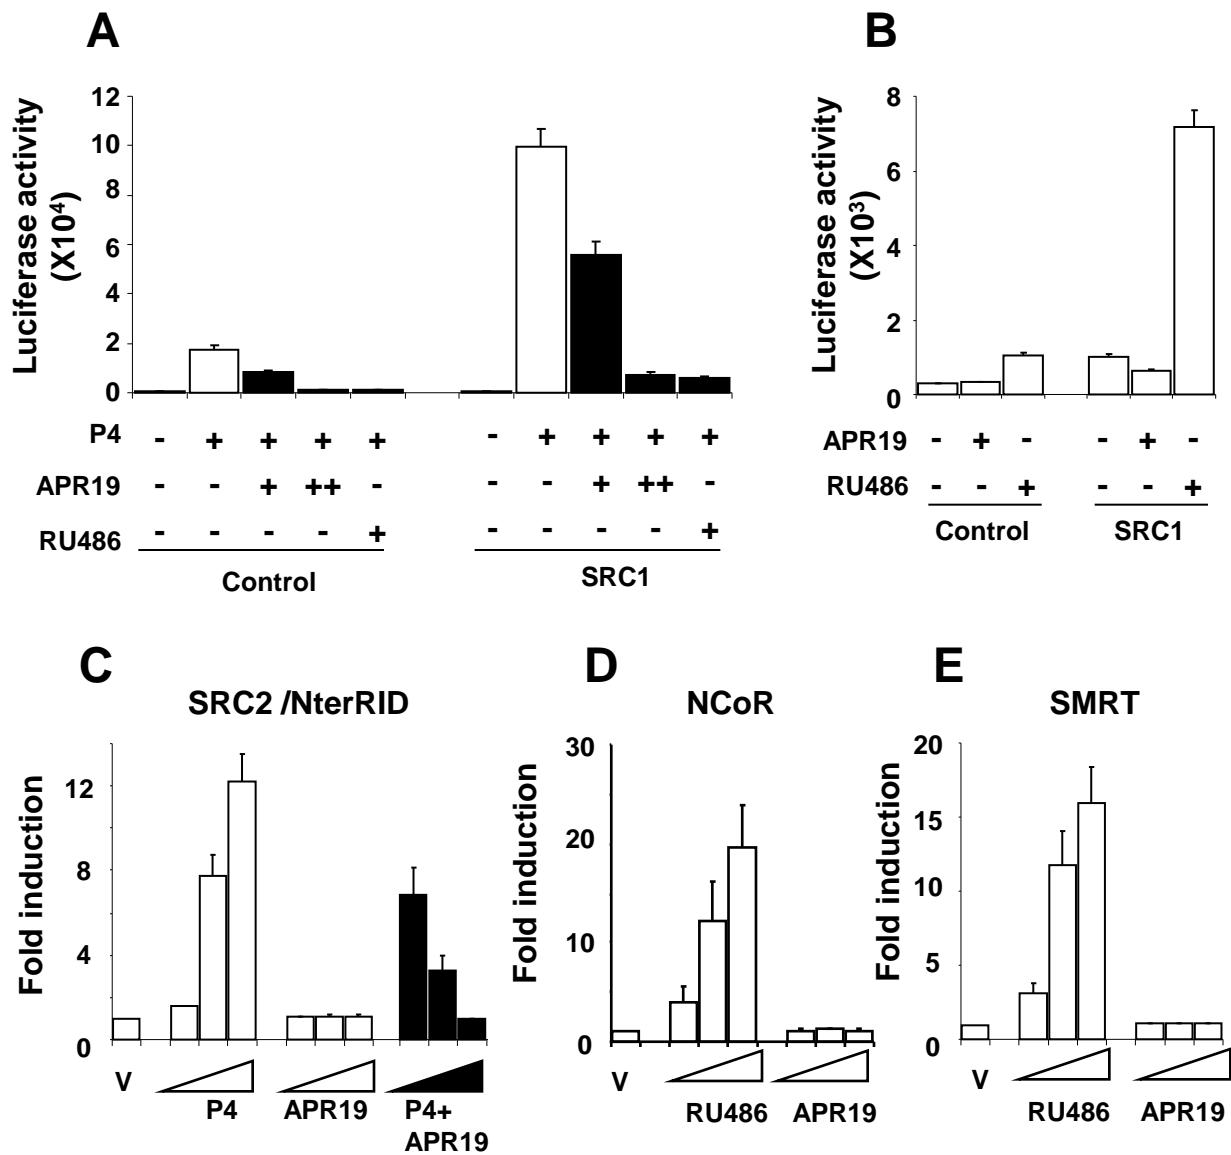 A
Luciferase activity
(X10⁴)
12
10
8
6
4
2
0
P4 - + + + + - + + + +
APR19 - - + ++ - - - + ++ -
RU486 - - - - + - - - - +
Control SRC1
B
Luciferase activity
(X10³)
8
6
4
2
0
APR19 - + - - + -
RU486 - - + - - +
Control SRC1
C
SRC2 /NterRID
Fold induction
12
8
4
0
V P4 APR19 P4+
APR19
D
NCoR
Fold induction
30
20
10
0
V RU486 APR19
E
SMRT
Fold induction
20
15
10
5
0
V RU486 APR19